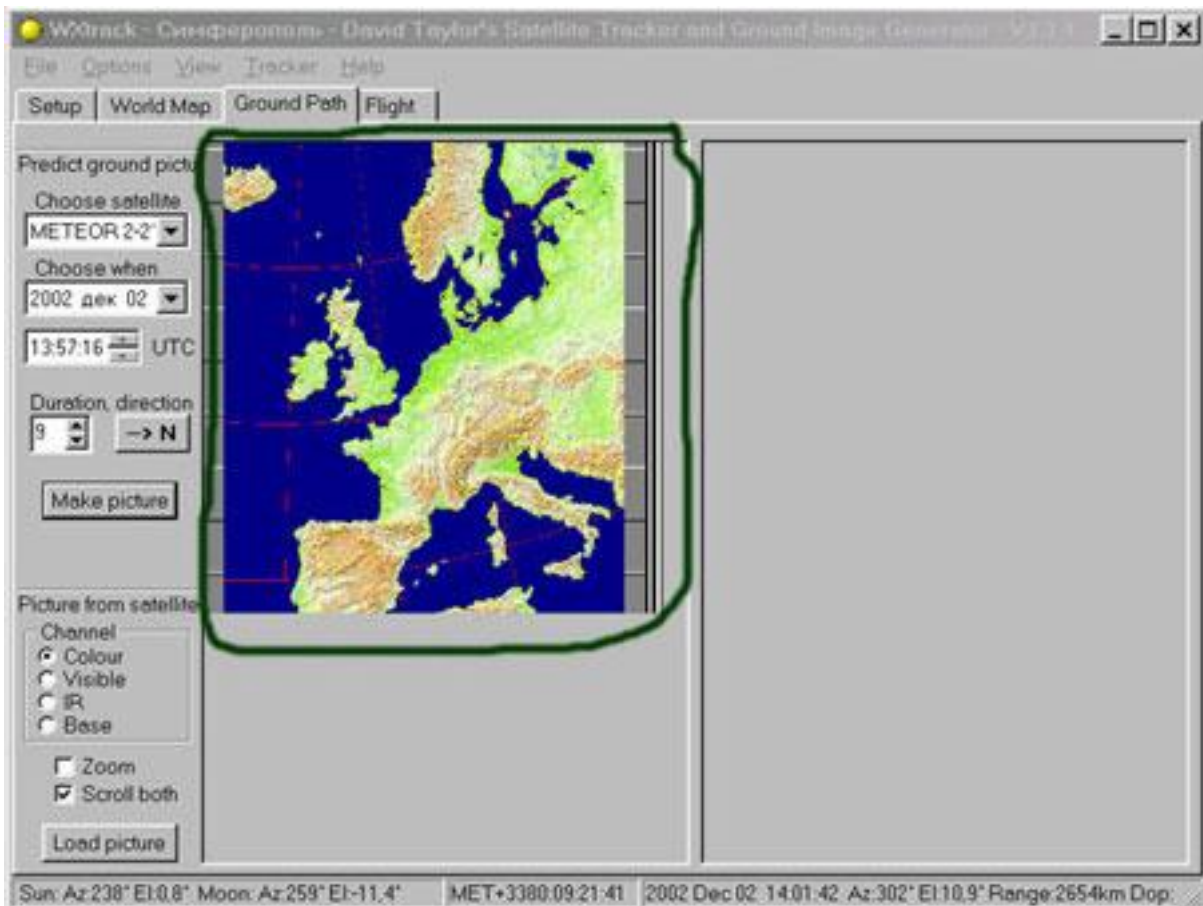 WXtrack - Симферополь - David Taylor's Satellite Tracker and Ground Image Generator -
File Options View Tracker Help
Setup World Map Ground Path Flight
Predict ground pictu
Choose satellite
METEOR 2-2
Choose when
2002 дек 02
13:57:16 UTC
Duration, direction
9 --> N
Make picture
Picture from satellite
Channel
Colour
Visible
IR
Base
Zoom
Scroll both
Load picture
Sun: Az:238° El:0,8° Moon: Az:259° El:-11,4° MET+3380:09:21:41 2002 Dec 02 14:01:42 Az:302° El:10,9° Range:2654km Dop: